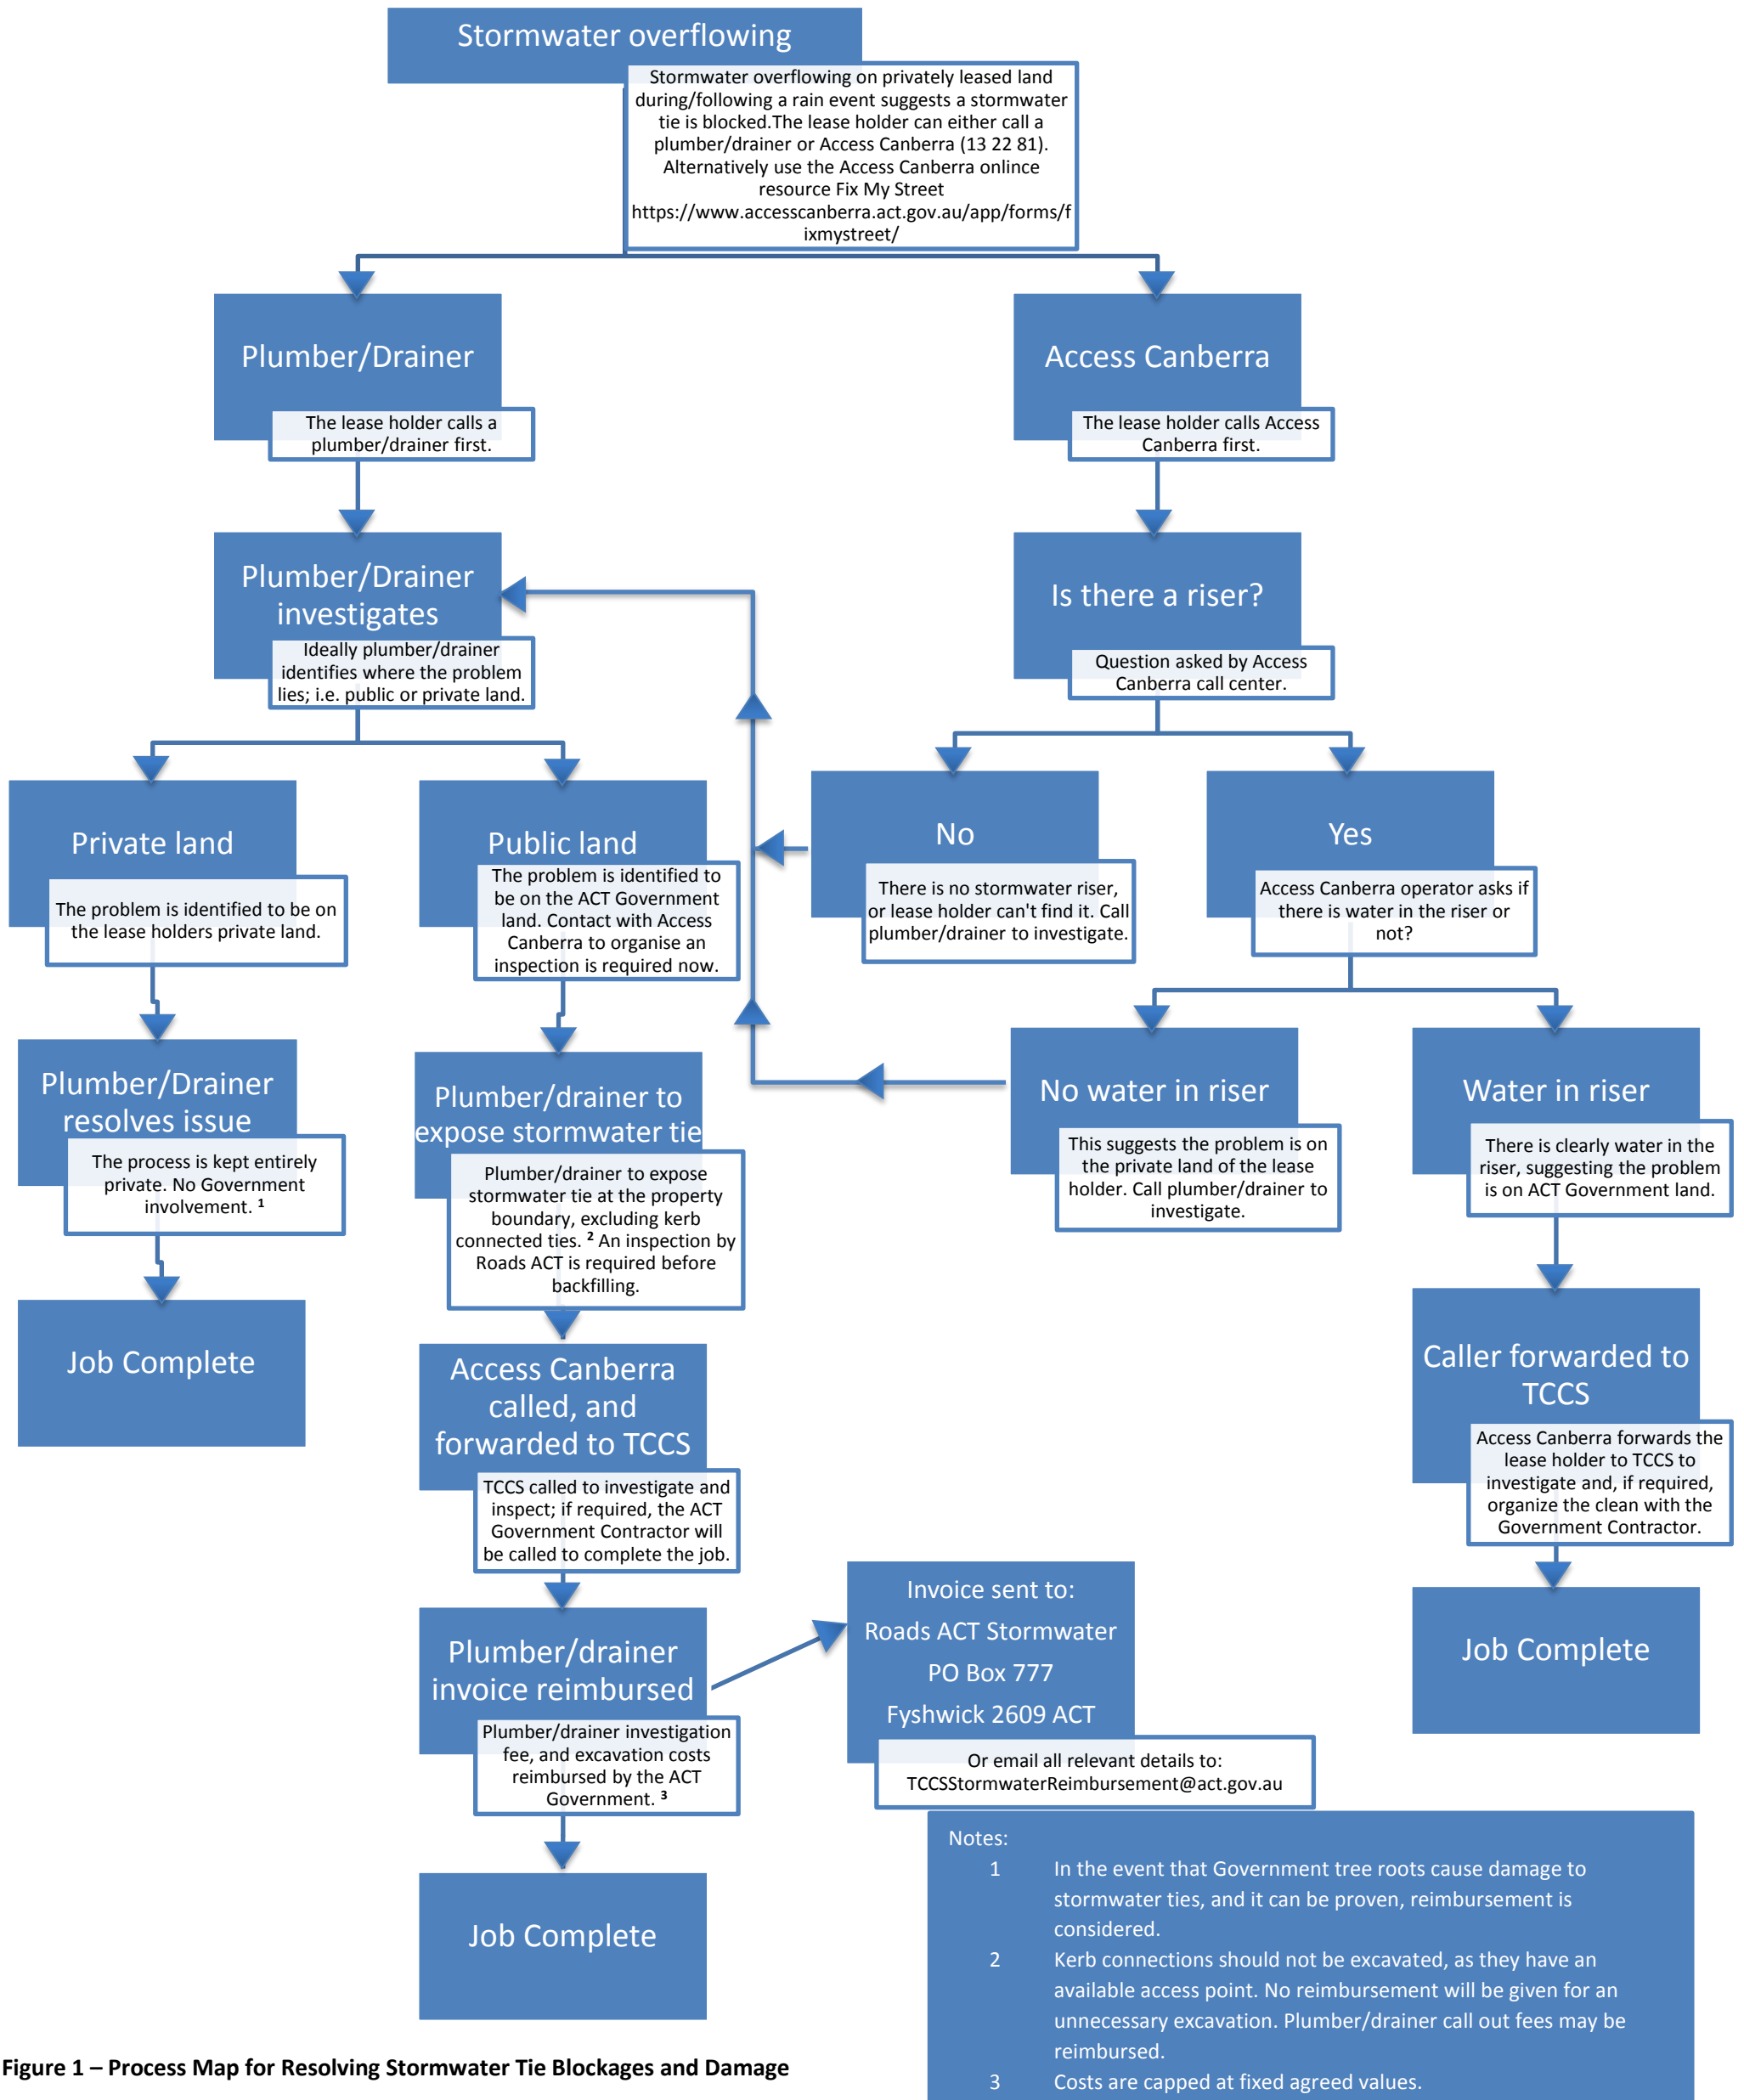 Stormwater overflowing
Stormwater overflowing on privately leased land
during/following a rain event suggests a stormwater
tie is blocked.The lease holder can either call a
plumber/drainer or Access Canberra (13 22 81).
Alternatively use the Access Canberra onlince
resource Fix My Street
https://www.accesscanberra.act.gov.au/app/forms/f
ixmystreet/
Plumber/Drainer
The lease holder calls a
plumber/drainer first.
Access Canberra
The lease holder calls Access
Canberra first.
Plumber/Drainer
investigates
Ideally plumber/drainer
identifies where the problem
lies; i.e. public or private land.
Is there a riser?
Question asked by Access
Canberra call center.
Private land
The problem is identified to be on
the lease holders private land.
Public land
The problem is identified to
be on the ACT Government
land. Contact with Access
Canberra to organise an
inspection is required now.
No
There is no stormwater riser,
or lease holder can't find it. Call
plumber/drainer to investigate.
Yes
Access Canberra operator asks if
there is water in the riser or
not?
Plumber/Drainer
resolves issue
The process is kept entirely
private. No Government
involvement. 1
Plumber/drainer to
expose stormwater tie
Plumber/drainer to expose
stormwater tie at the property
boundary, excluding kerb
connected ties. 2 An inspection by
Roads ACT is required before
backfilling.
No water in riser
This suggests the problem is on
the private land of the lease
holder. Call plumber/drainer to
investigate.
Water in riser
There is clearly water in the
riser, suggesting the problem
is on ACT Government land.
Job Complete
Access Canberra
called, and
forwarded to TCCS
TCCS called to investigate and
inspect; if required, the ACT
Government Contractor will
be called to complete the job.
Caller forwarded to
TCCS
Access Canberra forwards the
lease holder to TCCS to
investigate and, if required,
organize the clean with the
Government Contractor.
Plumber/drainer
invoice reimbursed
Plumber/drainer investigation
fee, and excavation costs
reimbursed by the ACT
Government. 3
Invoice sent to:
Roads ACT Stormwater
PO Box 777
Fyshwick 2609 ACT
Or email all relevant details to:
TCCSStormwaterReimbursement@act.gov.au
Job Complete
Job Complete
Notes:
1 In the event that Government tree roots cause damage to
stormwater ties, and it can be proven, reimbursement is
considered.
2 Kerb connections should not be excavated, as they have an
available access point. No reimbursement will be given for an
unnecessary excavation. Plumber/drainer call out fees may be
reimbursed.
3 Costs are capped at fixed agreed values.
Figure 1 – Process Map for Resolving Stormwater Tie Blockages and Damage